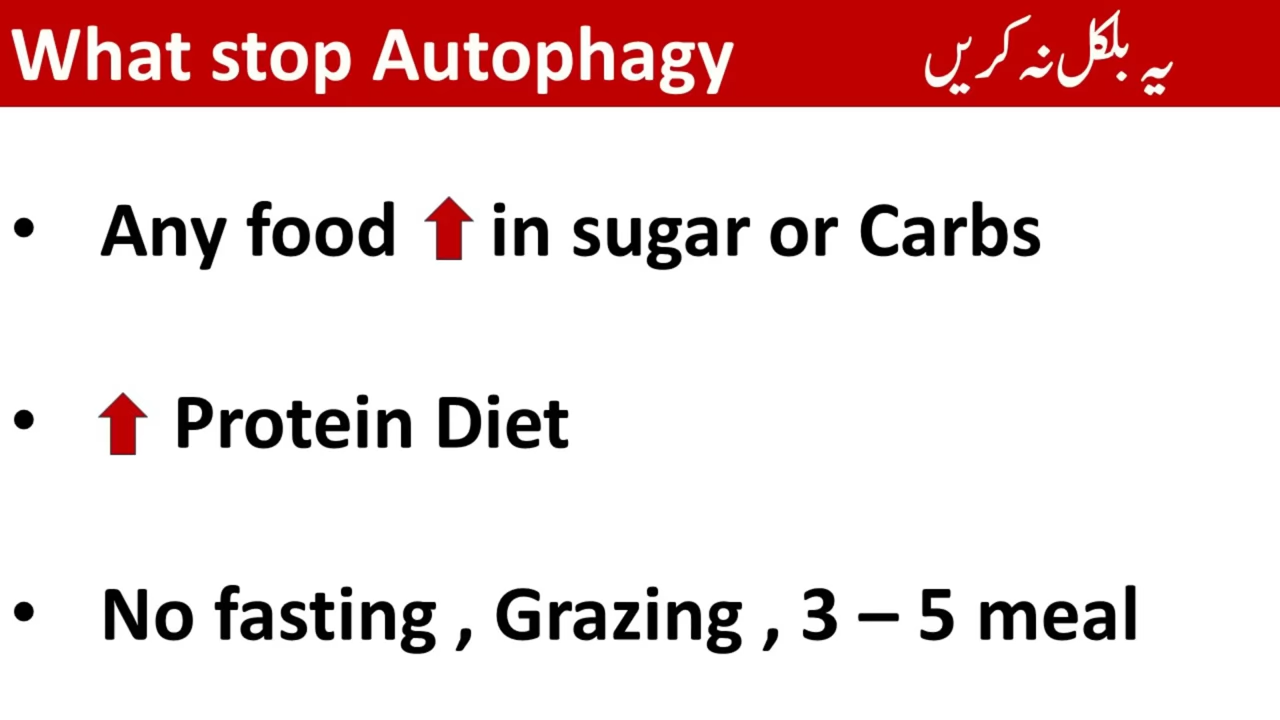 What stop Autophagy یہ بلکل نہ کریں
• Any food ⬆ in sugar or Carbs
• ⬆ Protein Diet
• No fasting , Grazing , 3 – 5 meal